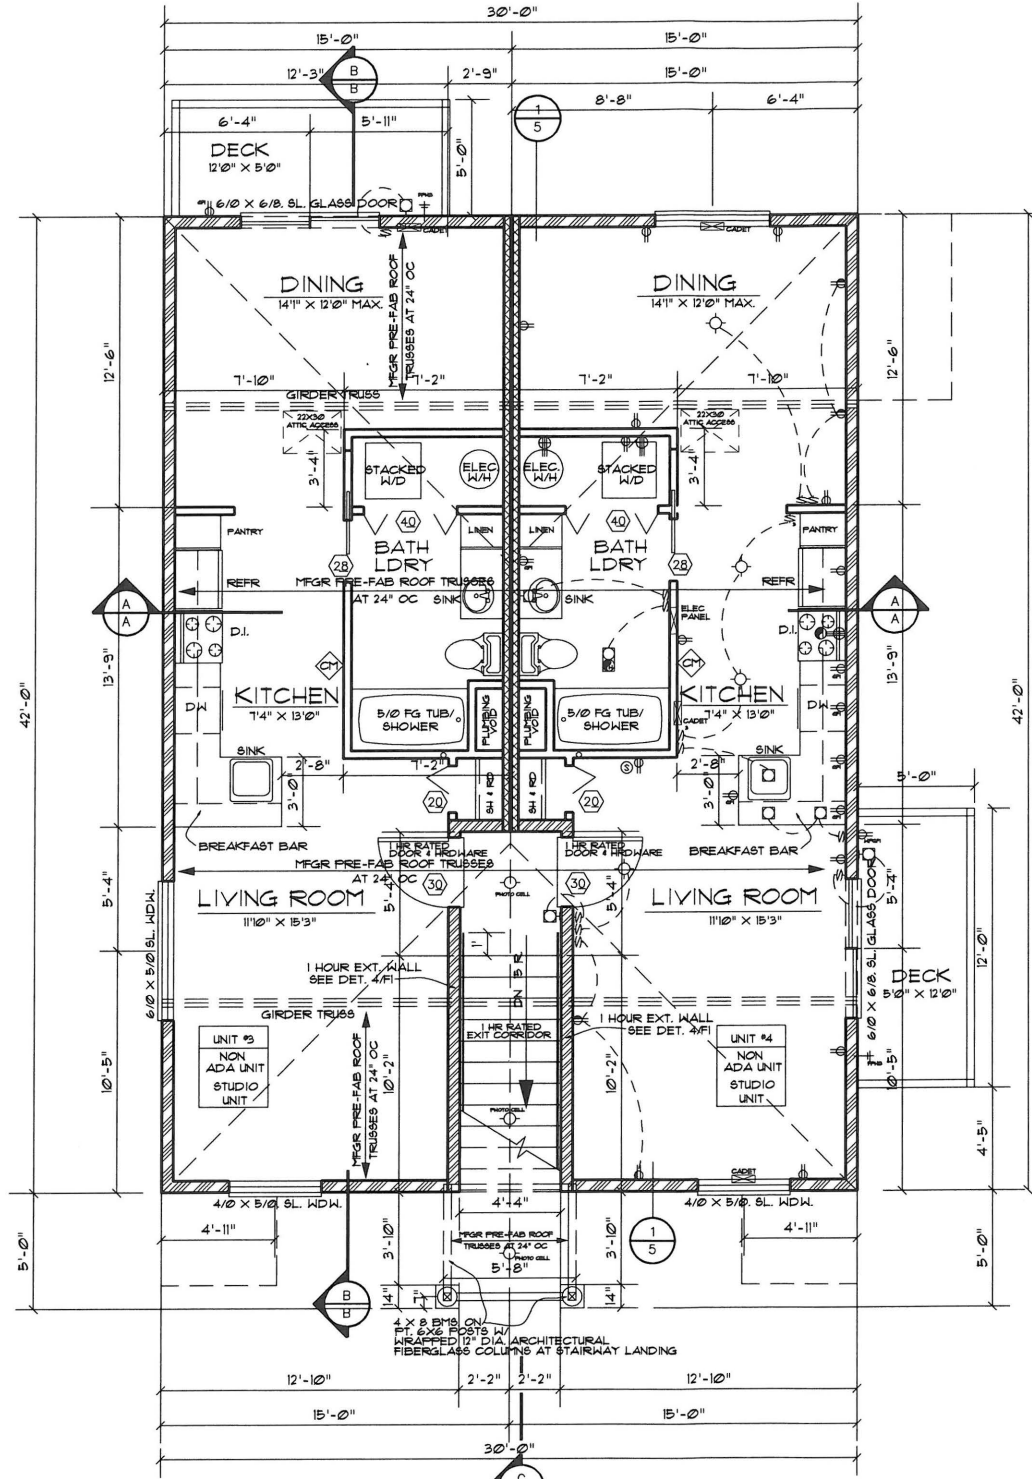 30'-0"
15'-0"
15'-0"
12'-3"
2'-9"
B
B
8'-8"
6'-4"
1
5
6'-4"
5'-11"
DECK
12'0" X 5'0"
5'-0"
6/0 X 6/8. SL. GLASS DOOR
CADET
CADET
DINING
14'1" X 12'0" MAX.
DINING
14'1" X 12'0" MAX.
MFGR PRE-FAB ROOF
TRUSSES AT 24" OC
12'-6"
12'-6"
7'-10"
7'-2"
7'-2"
7'-10"
GIRDER TRUSS
22X30
ATTIC ACCESS
22X30
ATTIC ACCESS
3'-4"
3'-4"
STACKED
W/D
ELEC.
W/H
ELEC.
W/H
STACKED
W/D
40
40
PANTRY
LINEN
LINEN
PANTRY
BATH
LDRY
BATH
LDRY
28
28
REFR
MFGR PRE-FAB ROOF TRUSSES
AT 24" OC
REFR
SINK
SINK
A
A
A
A
ELEC
PANEL
D.I.
D.I.
13'-9"
13'-9"
CM
CM
42'-0"
42'-0"
KITCHEN
7'4" X 13'0"
KITCHEN
7'4" X 13'0"
DW
DW
5/0 FG TUB/
SHOWER
PLUMBING
VOID
PLUMBING
VOID
5/0 FG TUB/
SHOWER
CADET
SINK
SINK
2'-8"
7'-2"
2'-8"
S
3'-0"
3'-0"
5'-0"
20
SH & RD
SH & RD
20
BREAKFAST BAR
BREAKFAST BAR
1 HR RATED
DOOR & HRDWARE
1 HR RATED
DOOR & HRDWARE
MFGR PRE-FAB ROOF TRUSSES
AT 24" OC
30
30
PHOTO CELL
5'-4"
5'-4"
5'-4"
5'-4"
LIVING ROOM
11'10" X 15'3"
LIVING ROOM
11'10" X 15'3"
6/0 X 5/0 SL. WDW.
6/0 X 6/8. SL. GLASS DOOR
12'-0"
DECK
5'0" X 12'0"
1"
DN 15 R
1 HOUR EXT. WALL
SEE DET. 4/F1
1 HOUR EXT. WALL
SEE DET. 4/F1
GIRDER TRUSS
1 HR RATED
EXIT CORRIDOR
UNIT #3
NON
ADA UNIT
STUDIO
UNIT
UNIT #4
NON
ADA UNIT
STUDIO
UNIT
MFGR PRE-FAB ROOF
TRUSSES AT 24" OC
10'-5"
10'-2"
10'-2"
10'-5"
PHOTO CELL
4'-5"
CADET
4/0 X 5/0. SL. WDW.
4/0 X 5/0. SL. WDW.
4'-4"
4'-11"
4'-11"
5'-0"
5'-0"
3'-10"
3'-10"
MFGR PRE-FAB ROOF
TRUSSES AT 24" OC
PHOTO CELL
5'-8"
1
5
B
B
14"
7"
14"
4 X 8 BMS ON
PT. 6X6 POSTS W/
WRAPPED 12" DIA. ARCHITECTURAL
FIBERGLASS COLUMNS AT STAIRWAY LANDING
12'-10"
2'-2"
2'-2"
12'-10"
15'-0"
15'-0"
30'-0"
C